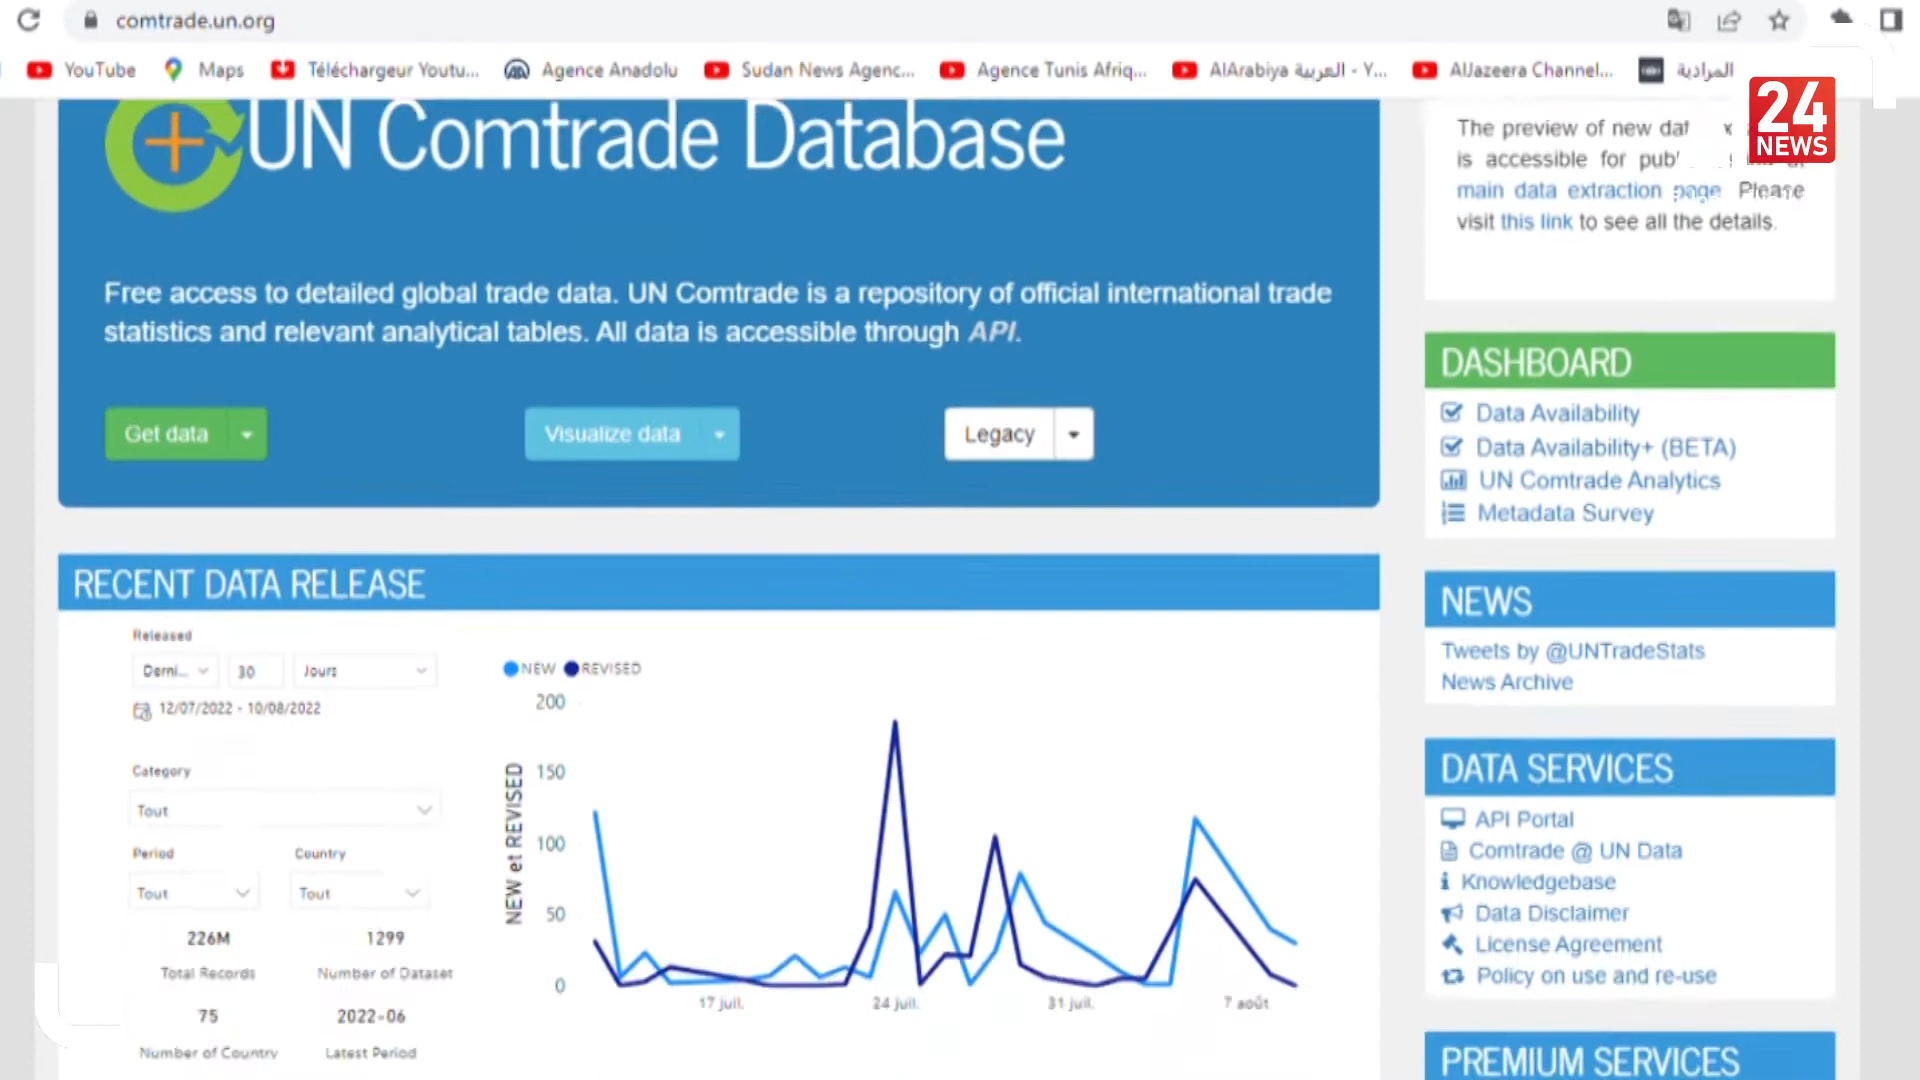 comtrade.un.org
YouTube
Maps
Téléchargeur Youtu...
Agence Anadolu
Sudan News Agenc...
Agence Tunis Afriq...
AlArabiya العربية - Y...
AlJazeera Channel...
المرادية
24
NEWS
UN Comtrade Database
Free access to detailed global trade data. UN Comtrade is a repository of official international trade
statistics and relevant analytical tables. All data is accessible through API.
Get data
Visualize data
Legacy
RECENT DATA RELEASE
Released
Derni...
30
Jours
12/07/2022 - 10/08/2022
Category
Tout
Period
Country
Tout
Tout
226M
1299
Total Records
Number of Dataset
75
2022-06
Number of Country
Latest Period
NEW
REVISED
NEW et REVISED
200
150
100
50
0
17 juil.
24 juil.
31 juil.
7 août
The preview of new
is accessible for
main data extraction page Please
visit this link to see all the details.
DASHBOARD
Data Availability
Data Availability+ (BETA)
UN Comtrade Analytics
Metadata Survey
NEWS
Tweets by @UNTradeStats
News Archive
DATA SERVICES
API Portal
Comtrade @ UN Data
Knowledgebase
Data Disclaimer
License Agreement
Policy on use and re-use
PREMIUM SERVICES